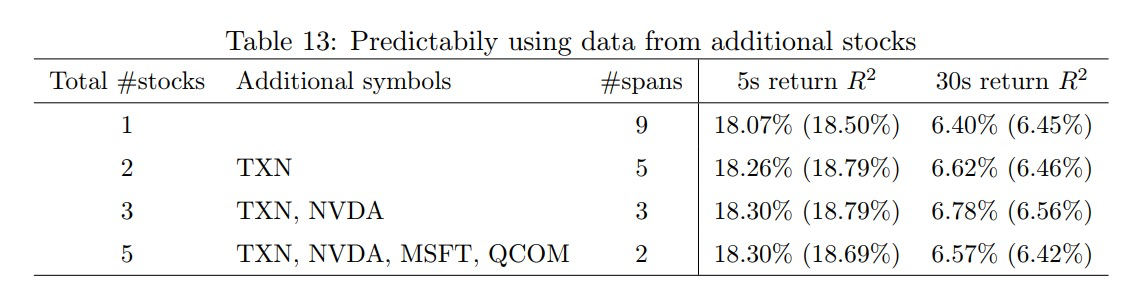 Table 13: Predictabily using data from additional stocks
Total #stocks Additional symbols #spans 5s return R² 30s return R²
1 9 18.07% (18.50%) 6.40% (6.45%)
2 TXN 5 18.26% (18.79%) 6.62% (6.46%)
3 TXN, NVDA 3 18.30% (18.79%) 6.78% (6.56%)
5 TXN, NVDA, MSFT, QCOM 2 18.30% (18.69%) 6.57% (6.42%)